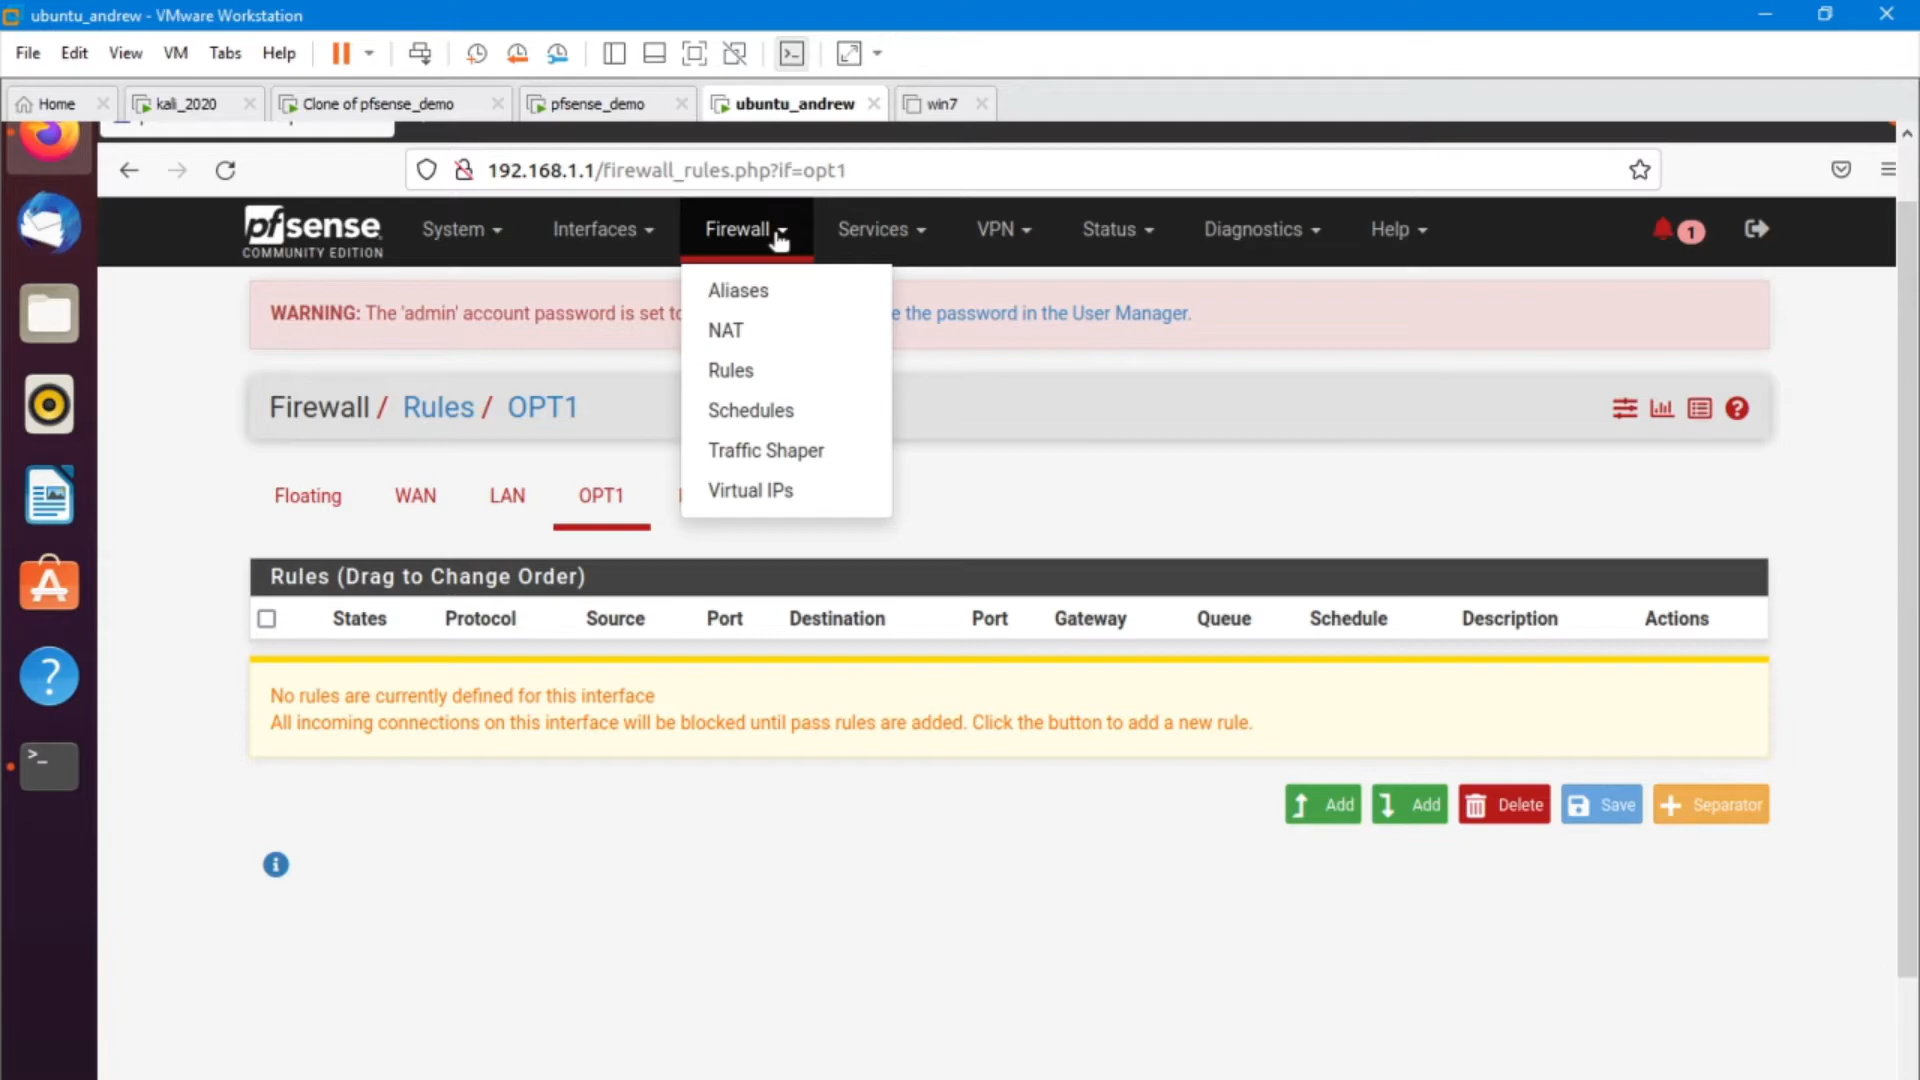 ubuntu_andrew - VMware Workstation
File Edit View VM Tabs Help
Home kali_2020 Clone of pfsense_demo pfsense_demo ubuntu_andrew win7
192.168.1.1/firewall_rules.php?if=opt1
pfsense COMMUNITY EDITION
System Interfaces Firewall Services VPN Status Diagnostics Help 1
Aliases
NAT
Rules
Schedules
Traffic Shaper
Virtual IPs
WARNING: The 'admin' account password is set to e the password in the User Manager.
Firewall / Rules / OPT1
Floating WAN LAN OPT1
Rules (Drag to Change Order)
States Protocol Source Port Destination Port Gateway Queue Schedule Description Actions
No rules are currently defined for this interface
All incoming connections on this interface will be blocked until pass rules are added. Click the button to add a new rule.
Add Add Delete Save Separator